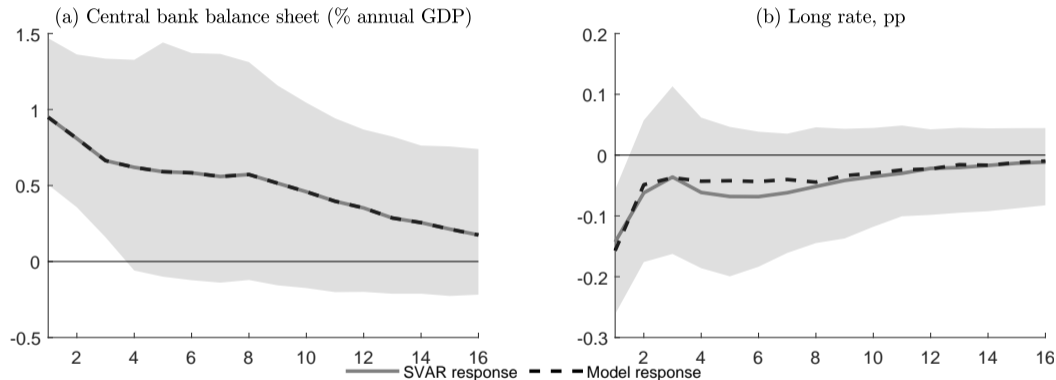 (a) Central bank balance sheet (% annual GDP)
1.5
1
0.5
0
-0.5
2 4 6 8 10 12 14 16
(b) Long rate, pp
0.2
0.1
0
-0.1
-0.2
-0.3
2 4 6 8 10 12 14 16
SVAR response Model response